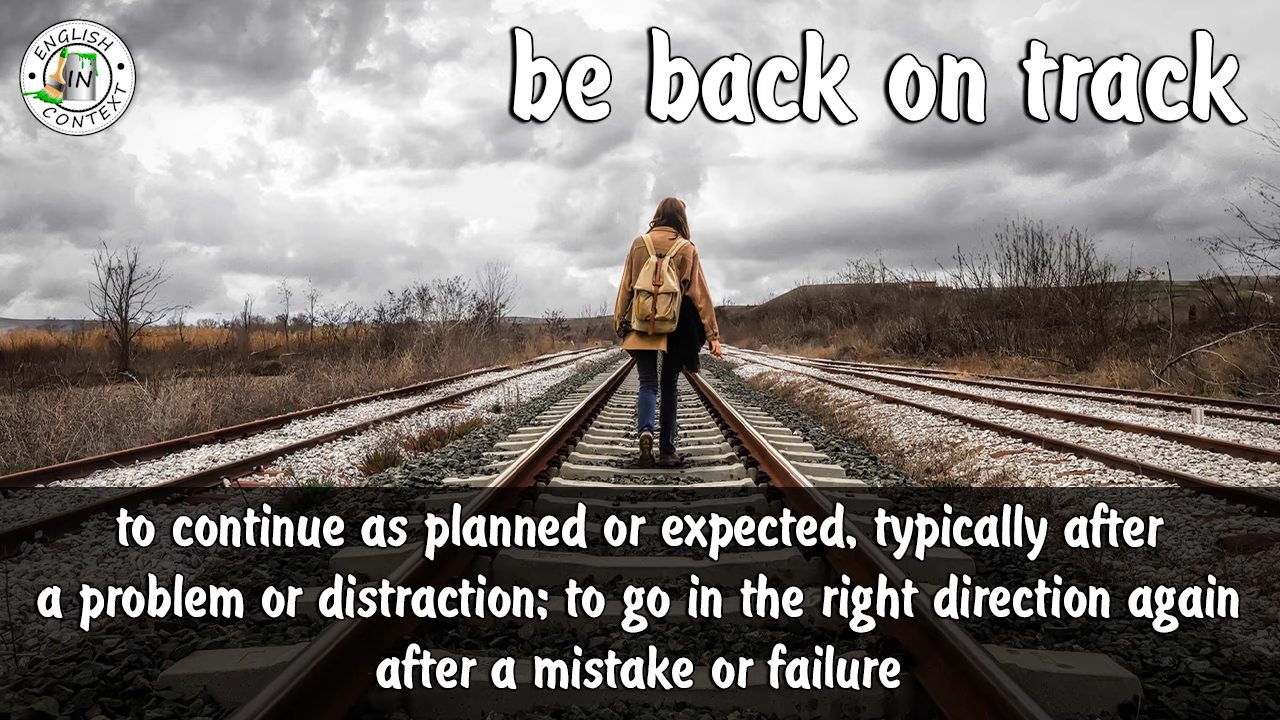 ENGLISH
IN
CONTEXT
be back on track
to continue as planned or expected, typically after
a problem or distraction; to go in the right direction again
after a mistake or failure